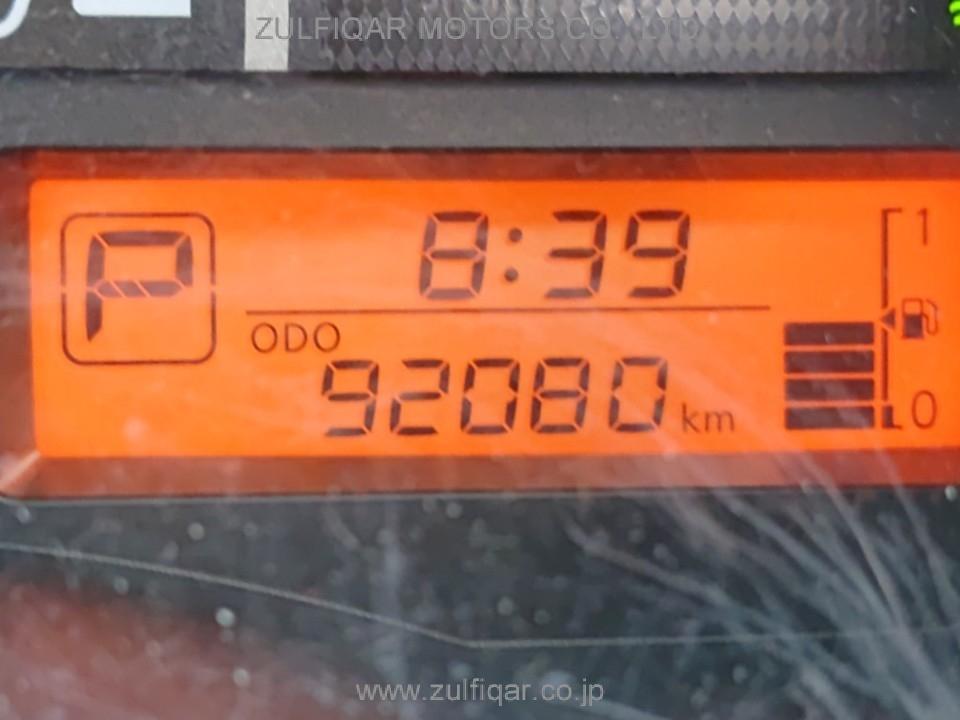 ZULFIQAR MOTORS CO. LTD
P
8:39
1
ODO
92080 km
0
www.zulfiqar.co.jp